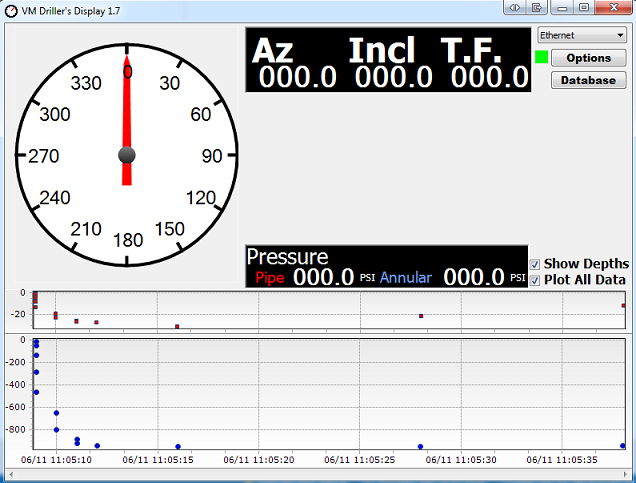 VM Driller's Display 1.7
Ethernet
Options
Database
Az Incl T.F.
000.0 000.0 000.0
0
30
60
90
120
150
180
210
240
270
300
330
Pressure
Pipe 000.0 PSI Annular 000.0 PSI
Show Depths
Plot All Data
0
-20
0
-200
-400
-600
-800
06/11 11:05:10 06/11 11:05:15 06/11 11:05:20 06/11 11:05:25 06/11 11:05:30 06/11 11:05:35